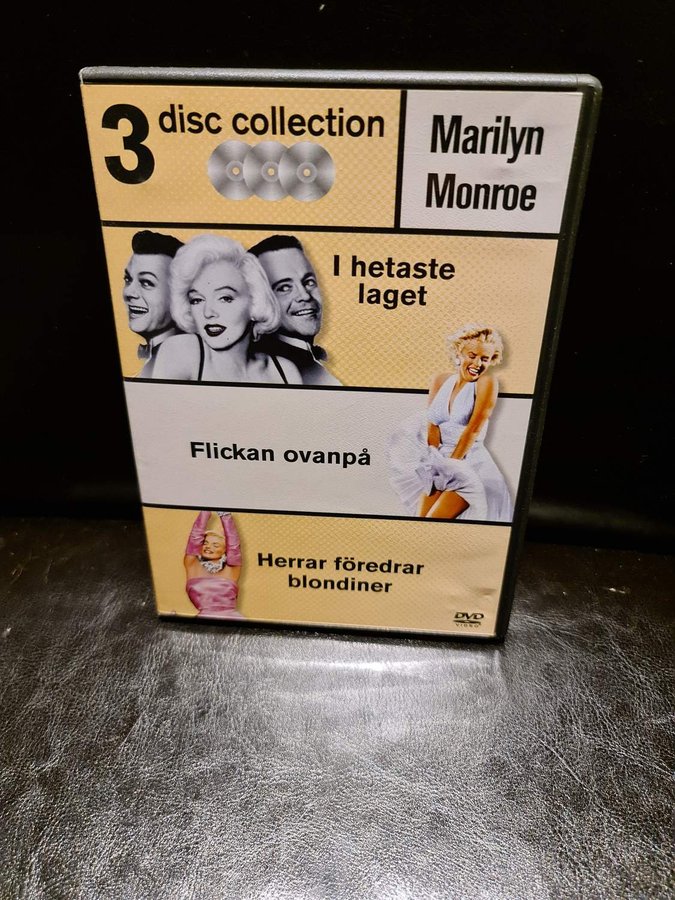 3 disc collection
Marilyn
Monroe
I hetaste
laget
Flickan ovanpå
Herrar föredrar
blondiner
DVD
VIDEO